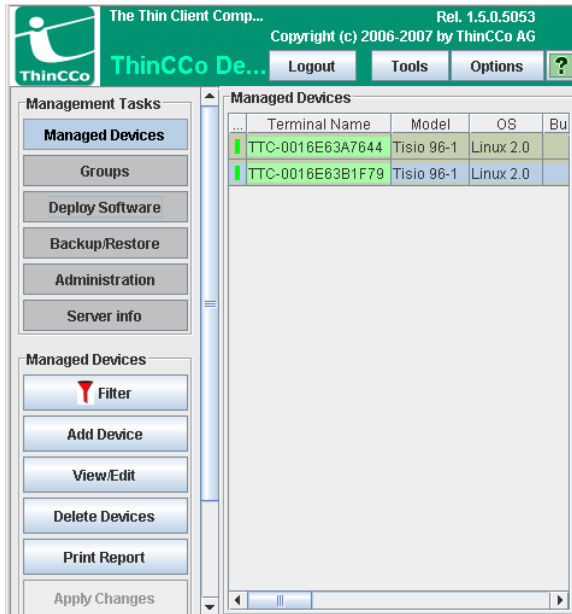 The Thin Client Comp...
Rel. 1.5.0.5053
Copyright (c) 2006-2007 by ThinCCo AG
ThinCCo
ThinCCo De...
Logout
Tools
Options
?
Management Tasks
Managed Devices
Groups
Deploy Software
Backup/Restore
Administration
Server info
Managed Devices
Filter
Add Device
View/Edit
Delete Devices
Print Report
Apply Changes
Managed Devices
... Terminal Name Model OS Bu
TTC-0016E63A7644 Tisio 96-1 Linux 2.0
TTC-0016E63B1F79 Tisio 96-1 Linux 2.0